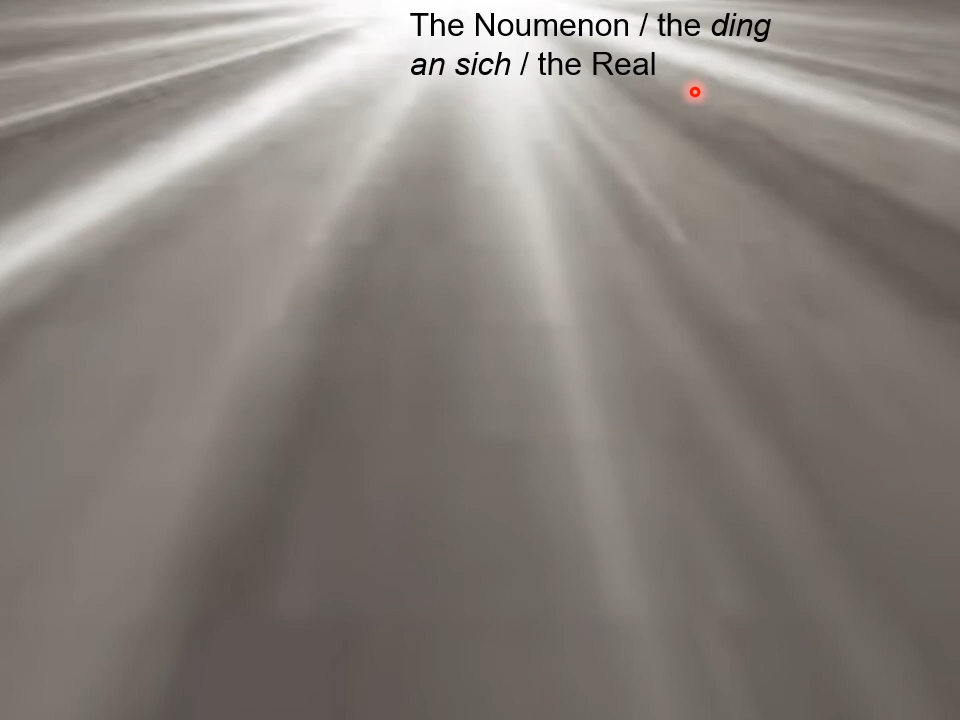 The Noumenon / the ding
an sich / the Real